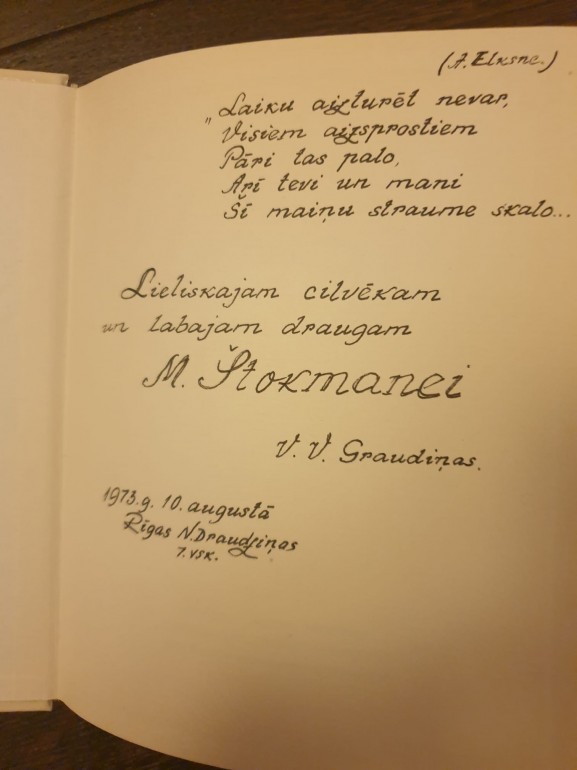 (A. Elksne.)
„Laiku aizturēt nevar,
Visiem aizsprostiem
Pāri tas palo,
Arī tevi un mani
Šī maiņu straume skalo...
Lieliskajam cilvēkam
un labajam draugam
M. Štokmanei
V. V. Graudiņas.
1973.g. 10. augustā
Rīgas N.Draudziņas
7. vsk.